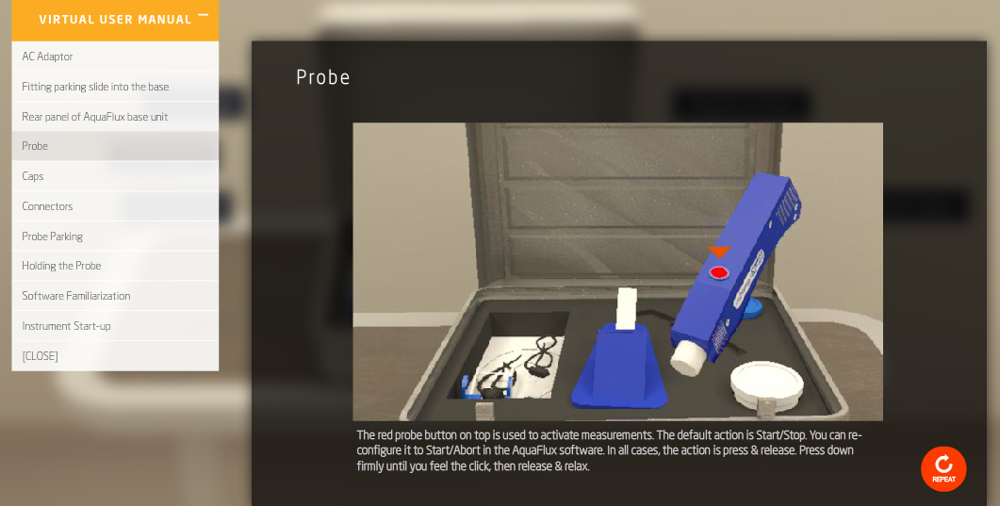 VIRTUAL USER MANUAL
AC Adaptor
Fitting parking slide into the base
Rear panel of AquaFlux base unit
Probe
Caps
Connectors
Probe Parking
Holding the Probe
Software Familiarization
Instrument Start-up
[CLOSE]
Probe
The red probe button on top is used to activate measurements. The default action is Start/Stop. You can re-
configure it to Start/Abort in the AquaFlux software. In all cases, the action is press & release. Press down
firmly until you feel the click, then release & relax.
REPEAT